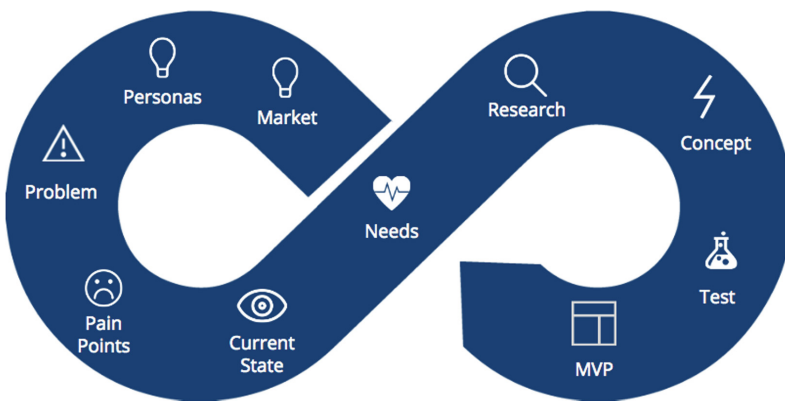 Personas
Market
Problem
Pain
Points
Current
State
Needs
Research
Concept
Test
MVP